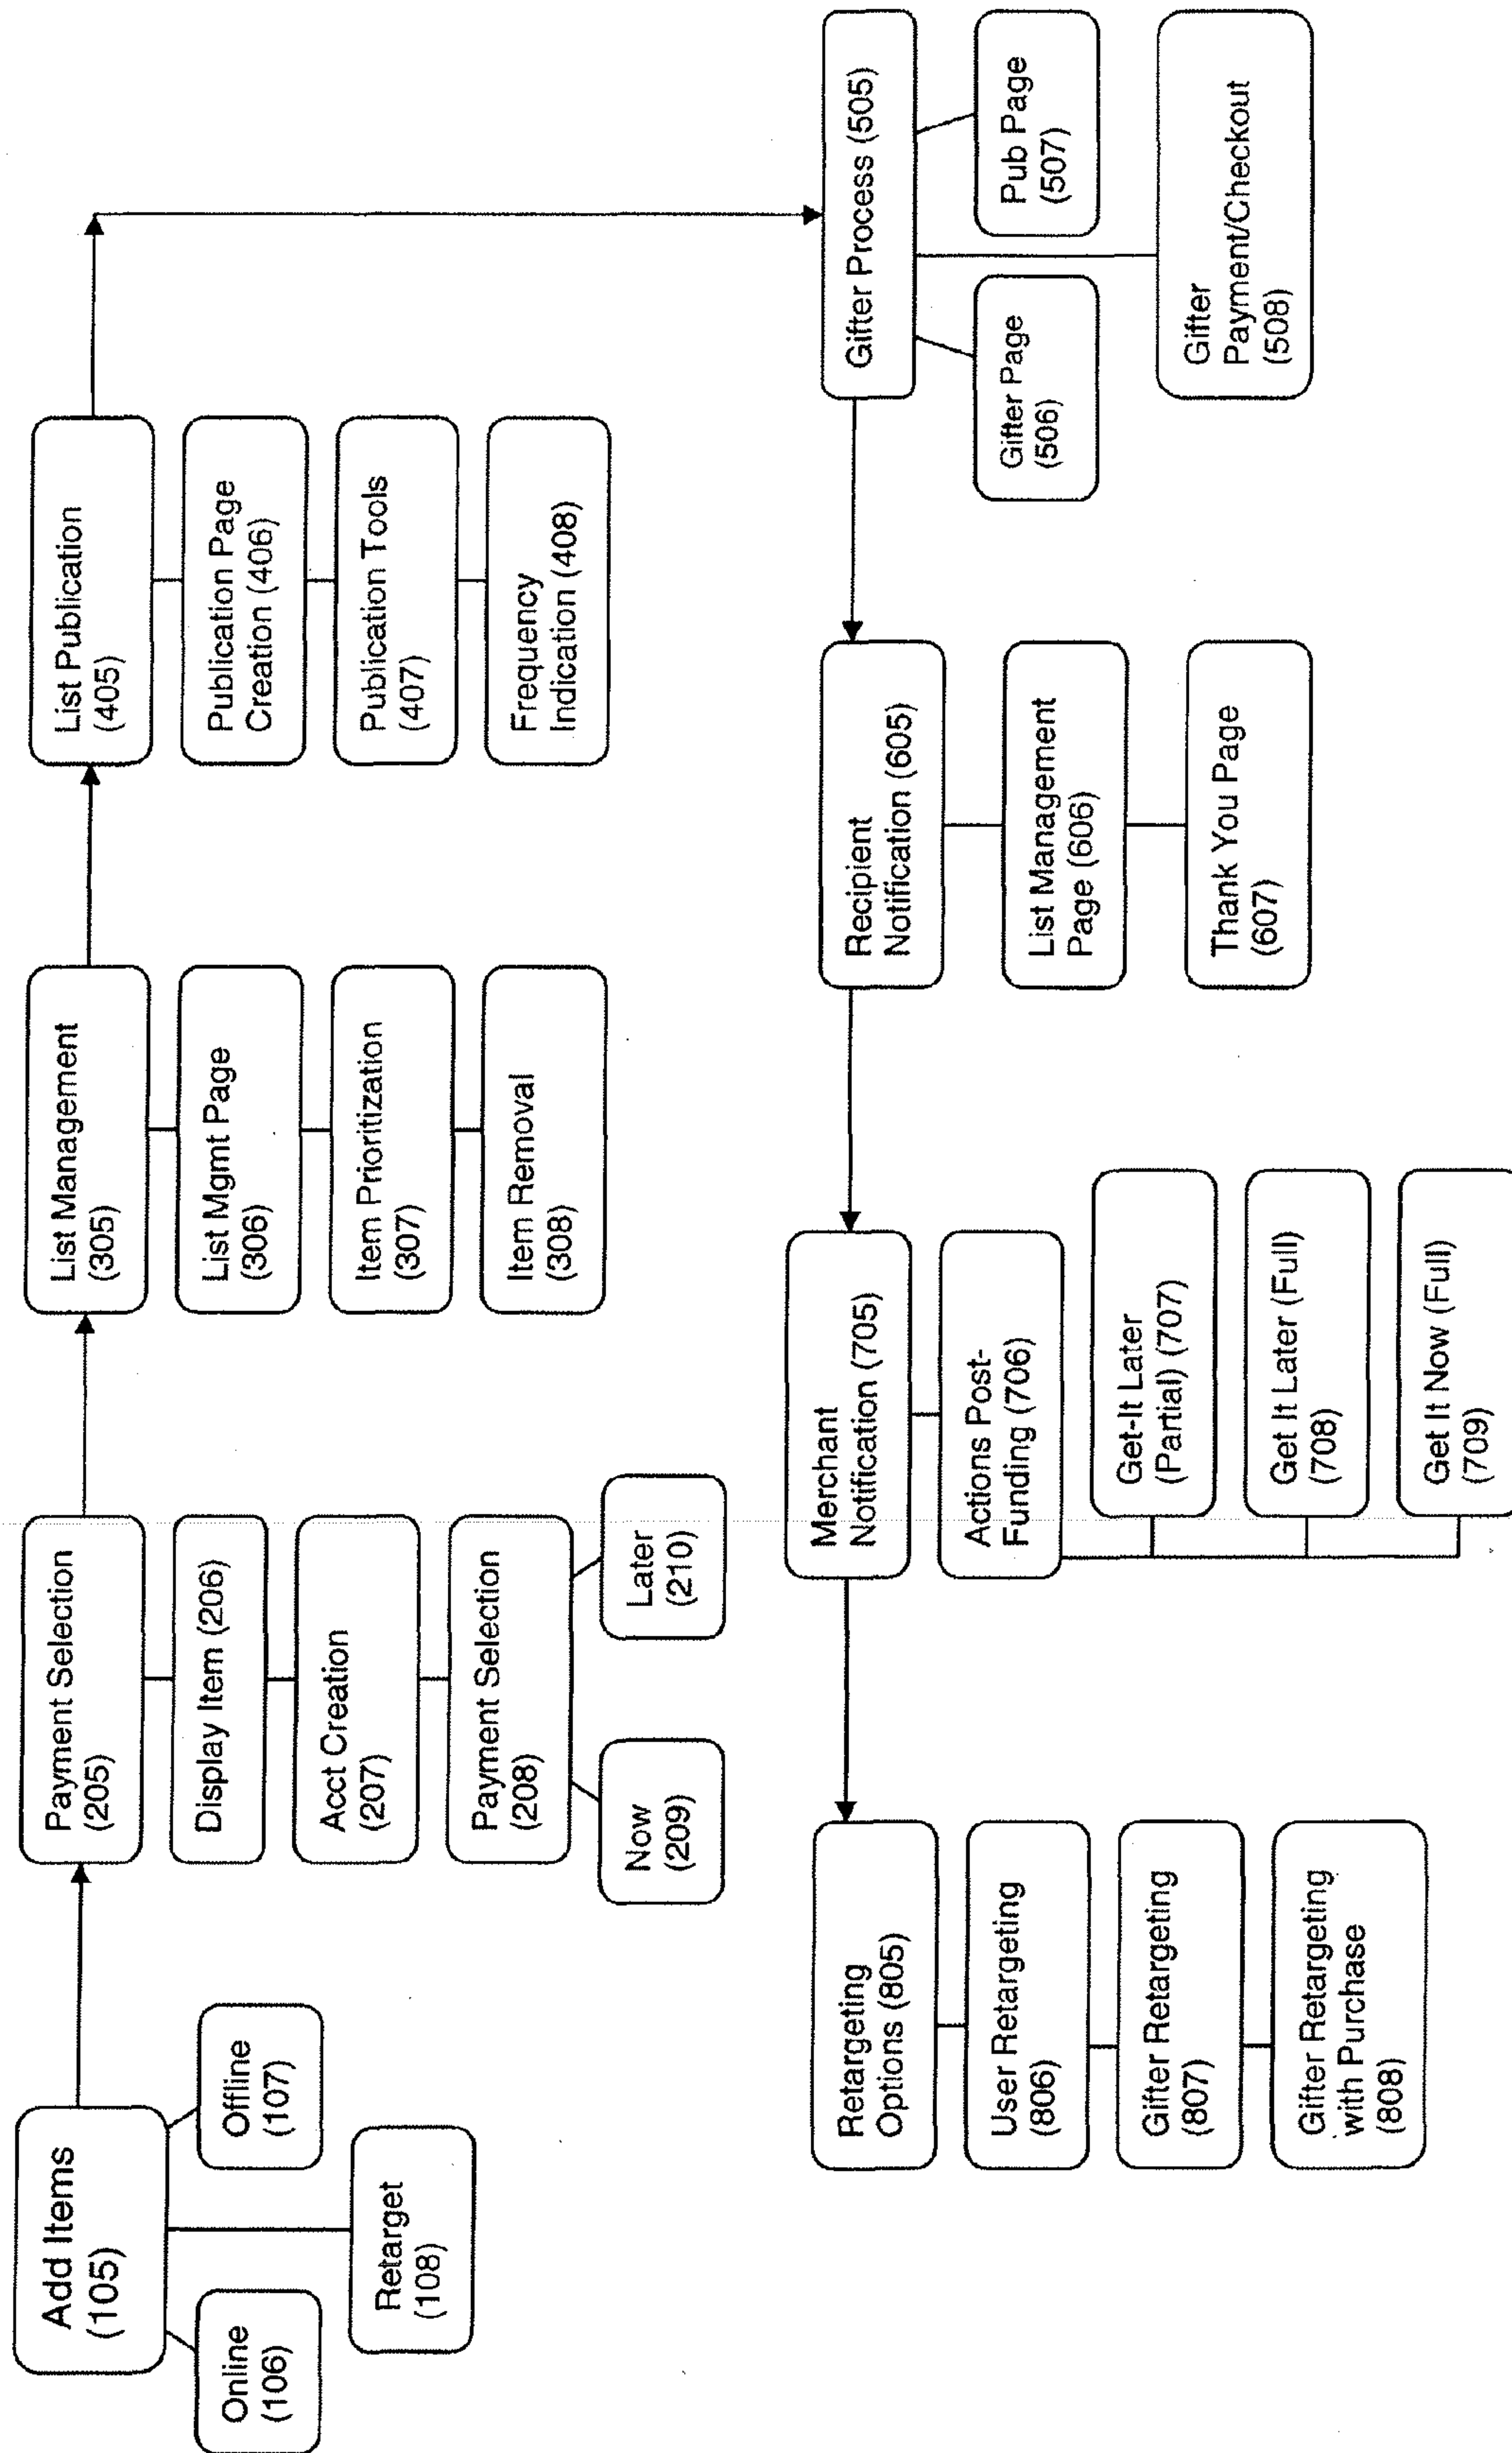 Add Items
(105)
Online
(106)
Offline
(107)
Retarget
(108)
Payment Selection
(205)
Display Item (206)
Acct Creation
(207)
Payment Selection
(208)
Now
(209)
Later
(210)
List Management
(305)
List Mgmt Page
(306)
Item Prioritization
(307)
Item Removal
(308)
List Publication
(405)
Publication Page
Creation (406)
Publication Tools
(407)
Frequency
Indication (408)
Gifter Process (505)
Gifter Page
(506)
Pub Page
(507)
Gifter
Payment/Checkout
(508)
Recipient
Notification (605)
List Management
Page (606)
Thank You Page
(607)
Merchant
Notification (705)
Actions Post-
Funding (706)
Get-It Later
(Partial) (707)
Get It Later (Full)
(708)
Get It Now (Full)
(709)
Retargeting
Options (805)
User Retargeting
(806)
Gifter Retargeting
(807)
Gifter Retargeting
with Purchase
(808)